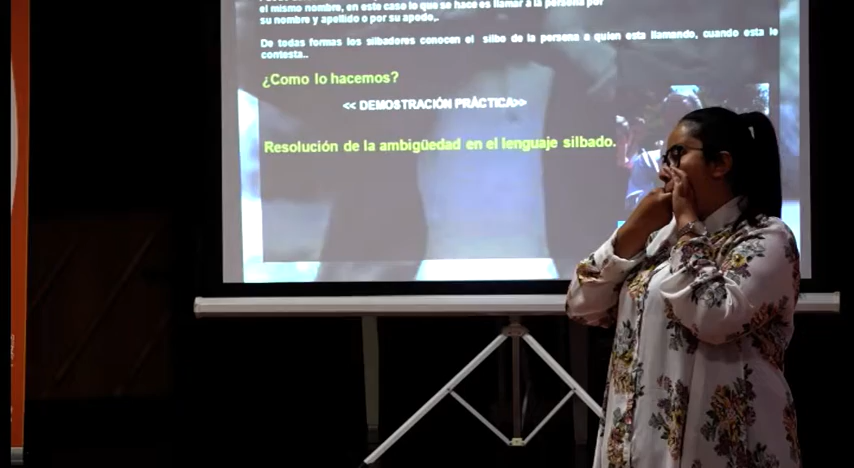 el mismo nombre, en este caso lo que se hace es llamar a la persona por
su nombre y apellido o por su apodo,.
De todas formas los silbadores conocen el silbo de la persona a quien esta llamando, cuando esta le
contesta..
¿Como lo hacemos?
<< DEMOSTRACIÓN PRÁCTICA>>
Resolución de la ambigüedad en el lenguaje silbado.